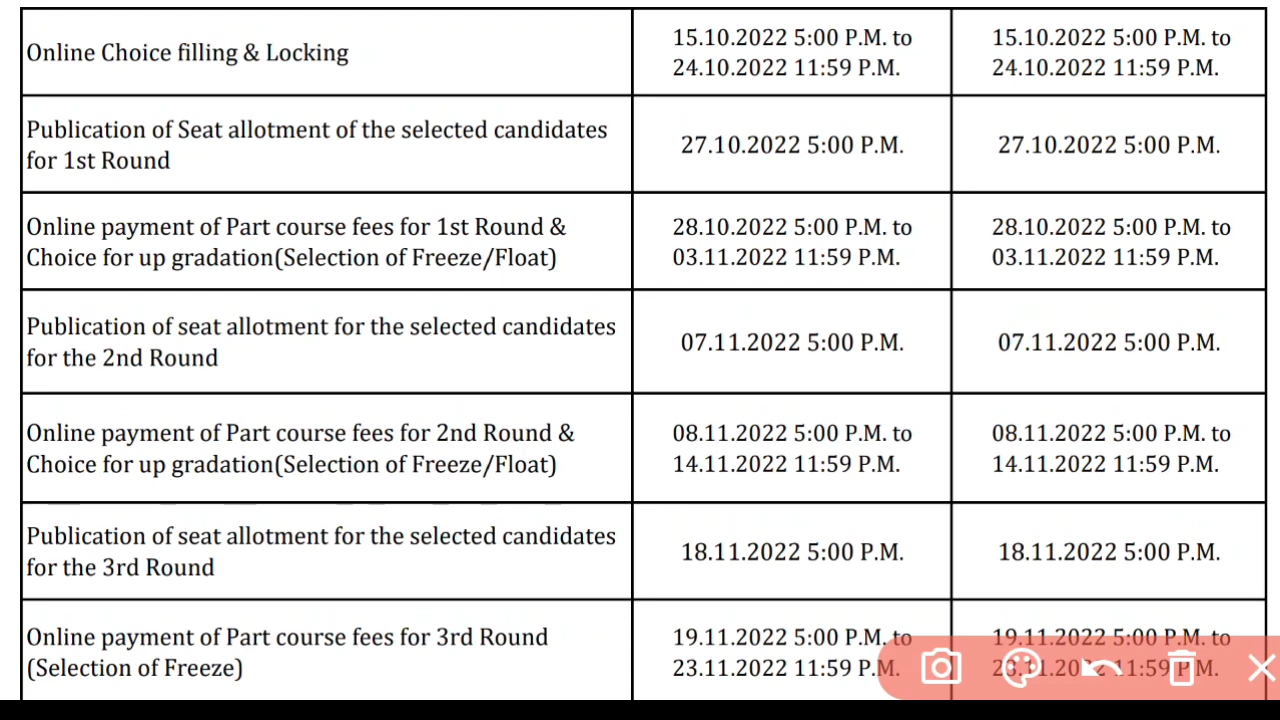 Online Choice filling & Locking
15.10.2022 5:00 P.M. to
24.10.2022 11:59 P.M.
15.10.2022 5:00 P.M. to
24.10.2022 11:59 P.M.
Publication of Seat allotment of the selected candidates
for 1st Round
27.10.2022 5:00 P.M.
27.10.2022 5:00 P.M.
Online payment of Part course fees for 1st Round &
Choice for up gradation(Selection of Freeze/Float)
28.10.2022 5:00 P.M. to
03.11.2022 11:59 P.M.
28.10.2022 5:00 P.M. to
03.11.2022 11:59 P.M.
Publication of seat allotment for the selected candidates
for the 2nd Round
07.11.2022 5:00 P.M.
07.11.2022 5:00 P.M.
Online payment of Part course fees for 2nd Round &
Choice for up gradation(Selection of Freeze/Float)
08.11.2022 5:00 P.M. to
14.11.2022 11:59 P.M.
08.11.2022 5:00 P.M. to
14.11.2022 11:59 P.M.
Publication of seat allotment for the selected candidates
for the 3rd Round
18.11.2022 5:00 P.M.
18.11.2022 5:00 P.M.
Online payment of Part course fees for 3rd Round
(Selection of Freeze)
19.11.2022 5:00 P.M. to
23.11.2022 11:59 P.M.
19.11.2022 5:00 P.M. to
23.11.2022 11:59 P.M.